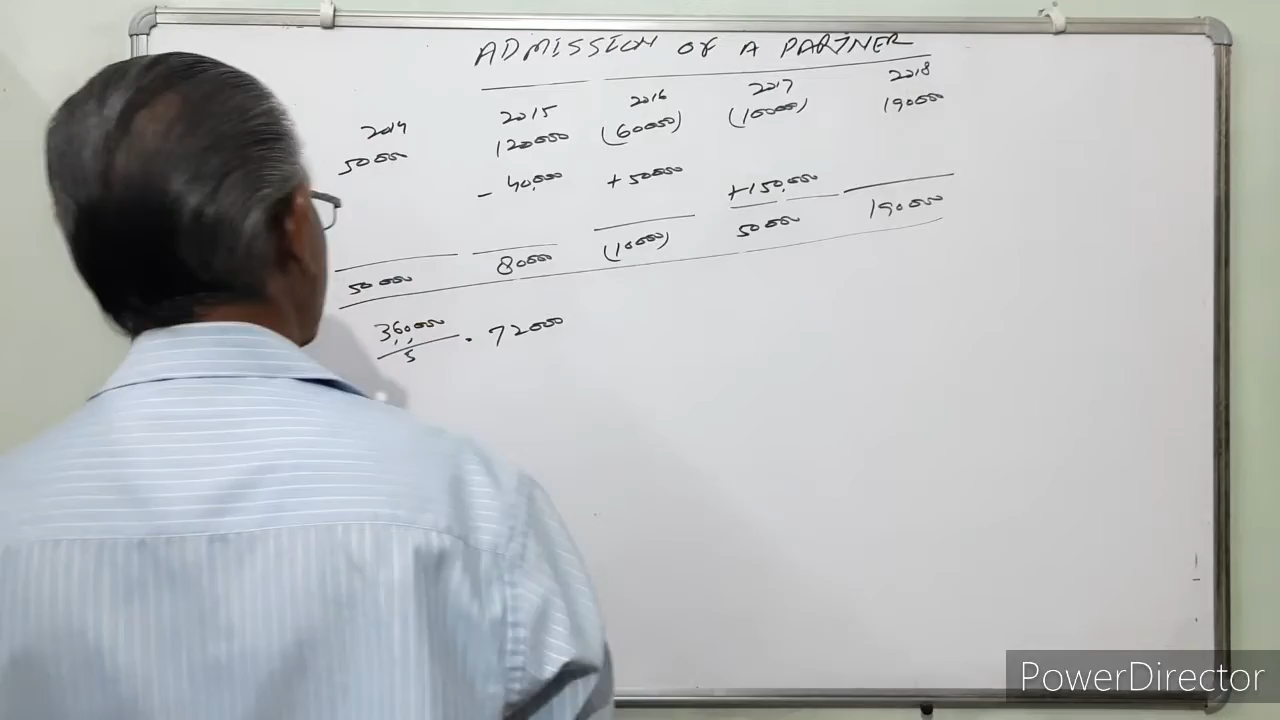 ADMISSION OF A PARTNER
2014 2015 2016 2017 2018
50000 120000 (60000) (100000) 190000
- 40,000 + 50000 +150,000
50000 80000 (10000) 50000 190000
360000
5
= 72000
PowerDirector